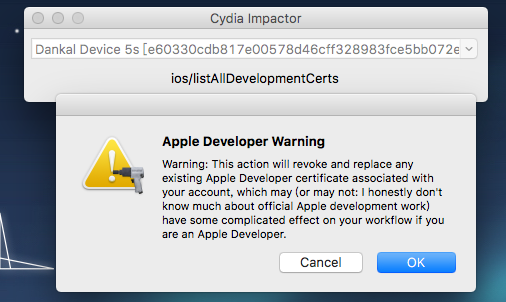 Cydia Impactor
Dankal Device 5s [e60330cdb817e00578d46cff328983fce5bb072e
ios/listAllDevelopmentCerts
Apple Developer Warning
Warning: This action will revoke and replace any
existing Apple Developer certificate associated with
your account, which may (or may not: I honestly don't
know much about official Apple development work)
have some complicated effect on your workflow if you
are an Apple Developer.
Cancel
OK